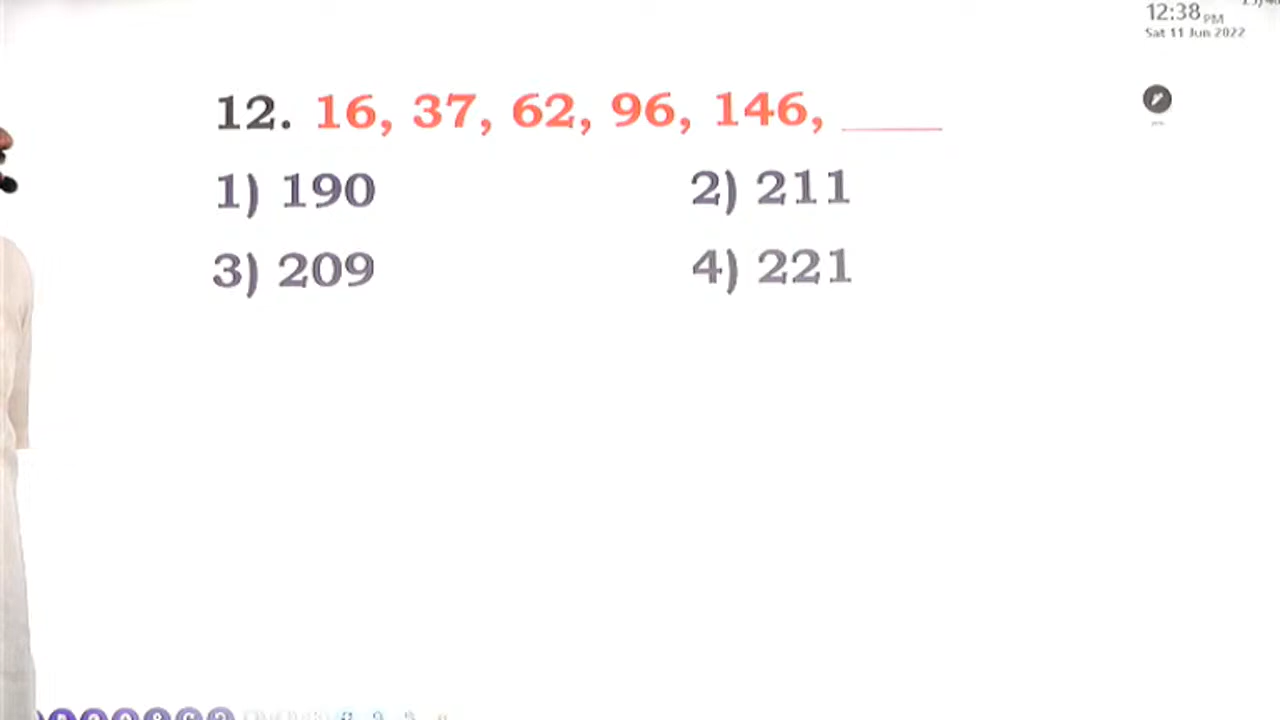 12:38 PM
Sat 11 Jun 2022
12. 16, 37, 62, 96, 146, ____
1) 190
2) 211
3) 209
4) 221